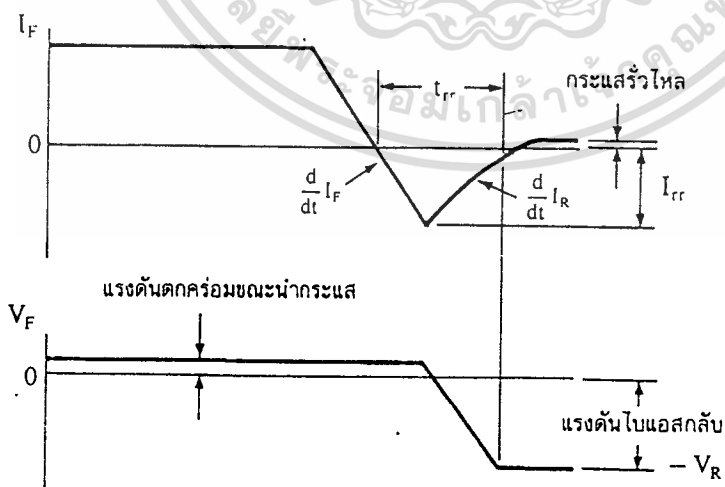 I_F
t_rr
กระแสรั่วไหล
0
d/dt I_F
d/dt I_R
I_rr
แรงดันตกคร่อมขณะนำกระแส
V_F
0
แรงดันไบแอสกลับ
– V_R